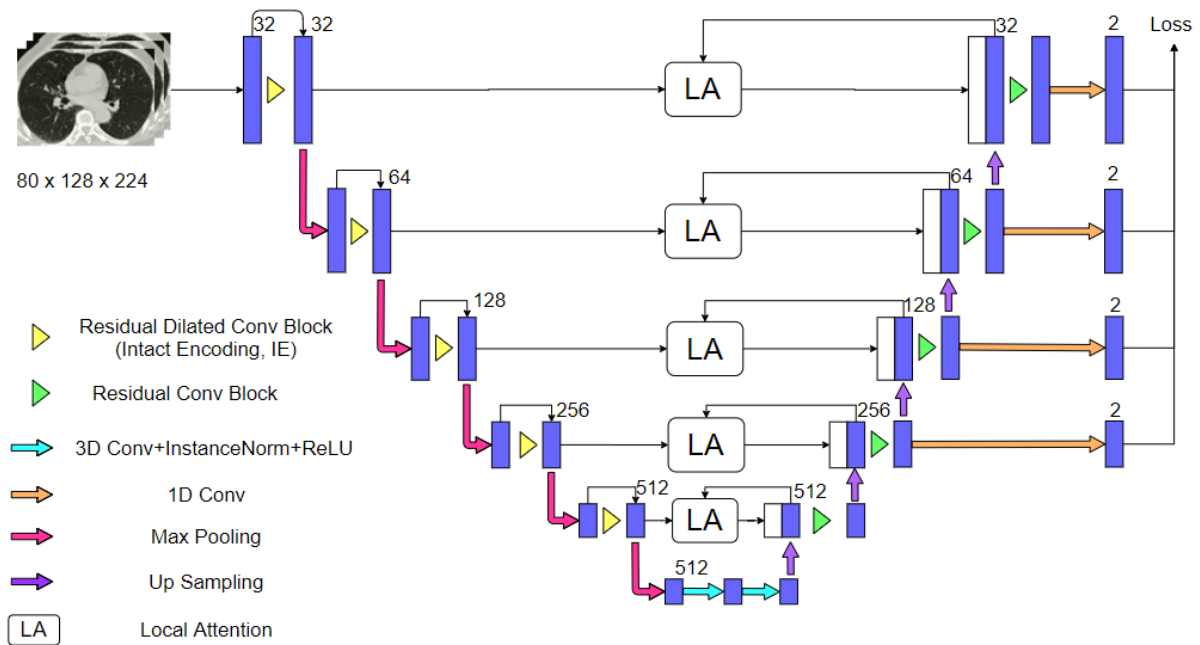 32
32
32
2
Loss
LA
80 x 128 x 224
64
64
2
LA
128
128
2
LA
Residual Dilated Conv Block
(Intact Encoding, IE)
Residual Conv Block
256
256
2
LA
3D Conv+InstanceNorm+ReLU
1D Conv
512
512
LA
Max Pooling
512
Up Sampling
LA
Local Attention